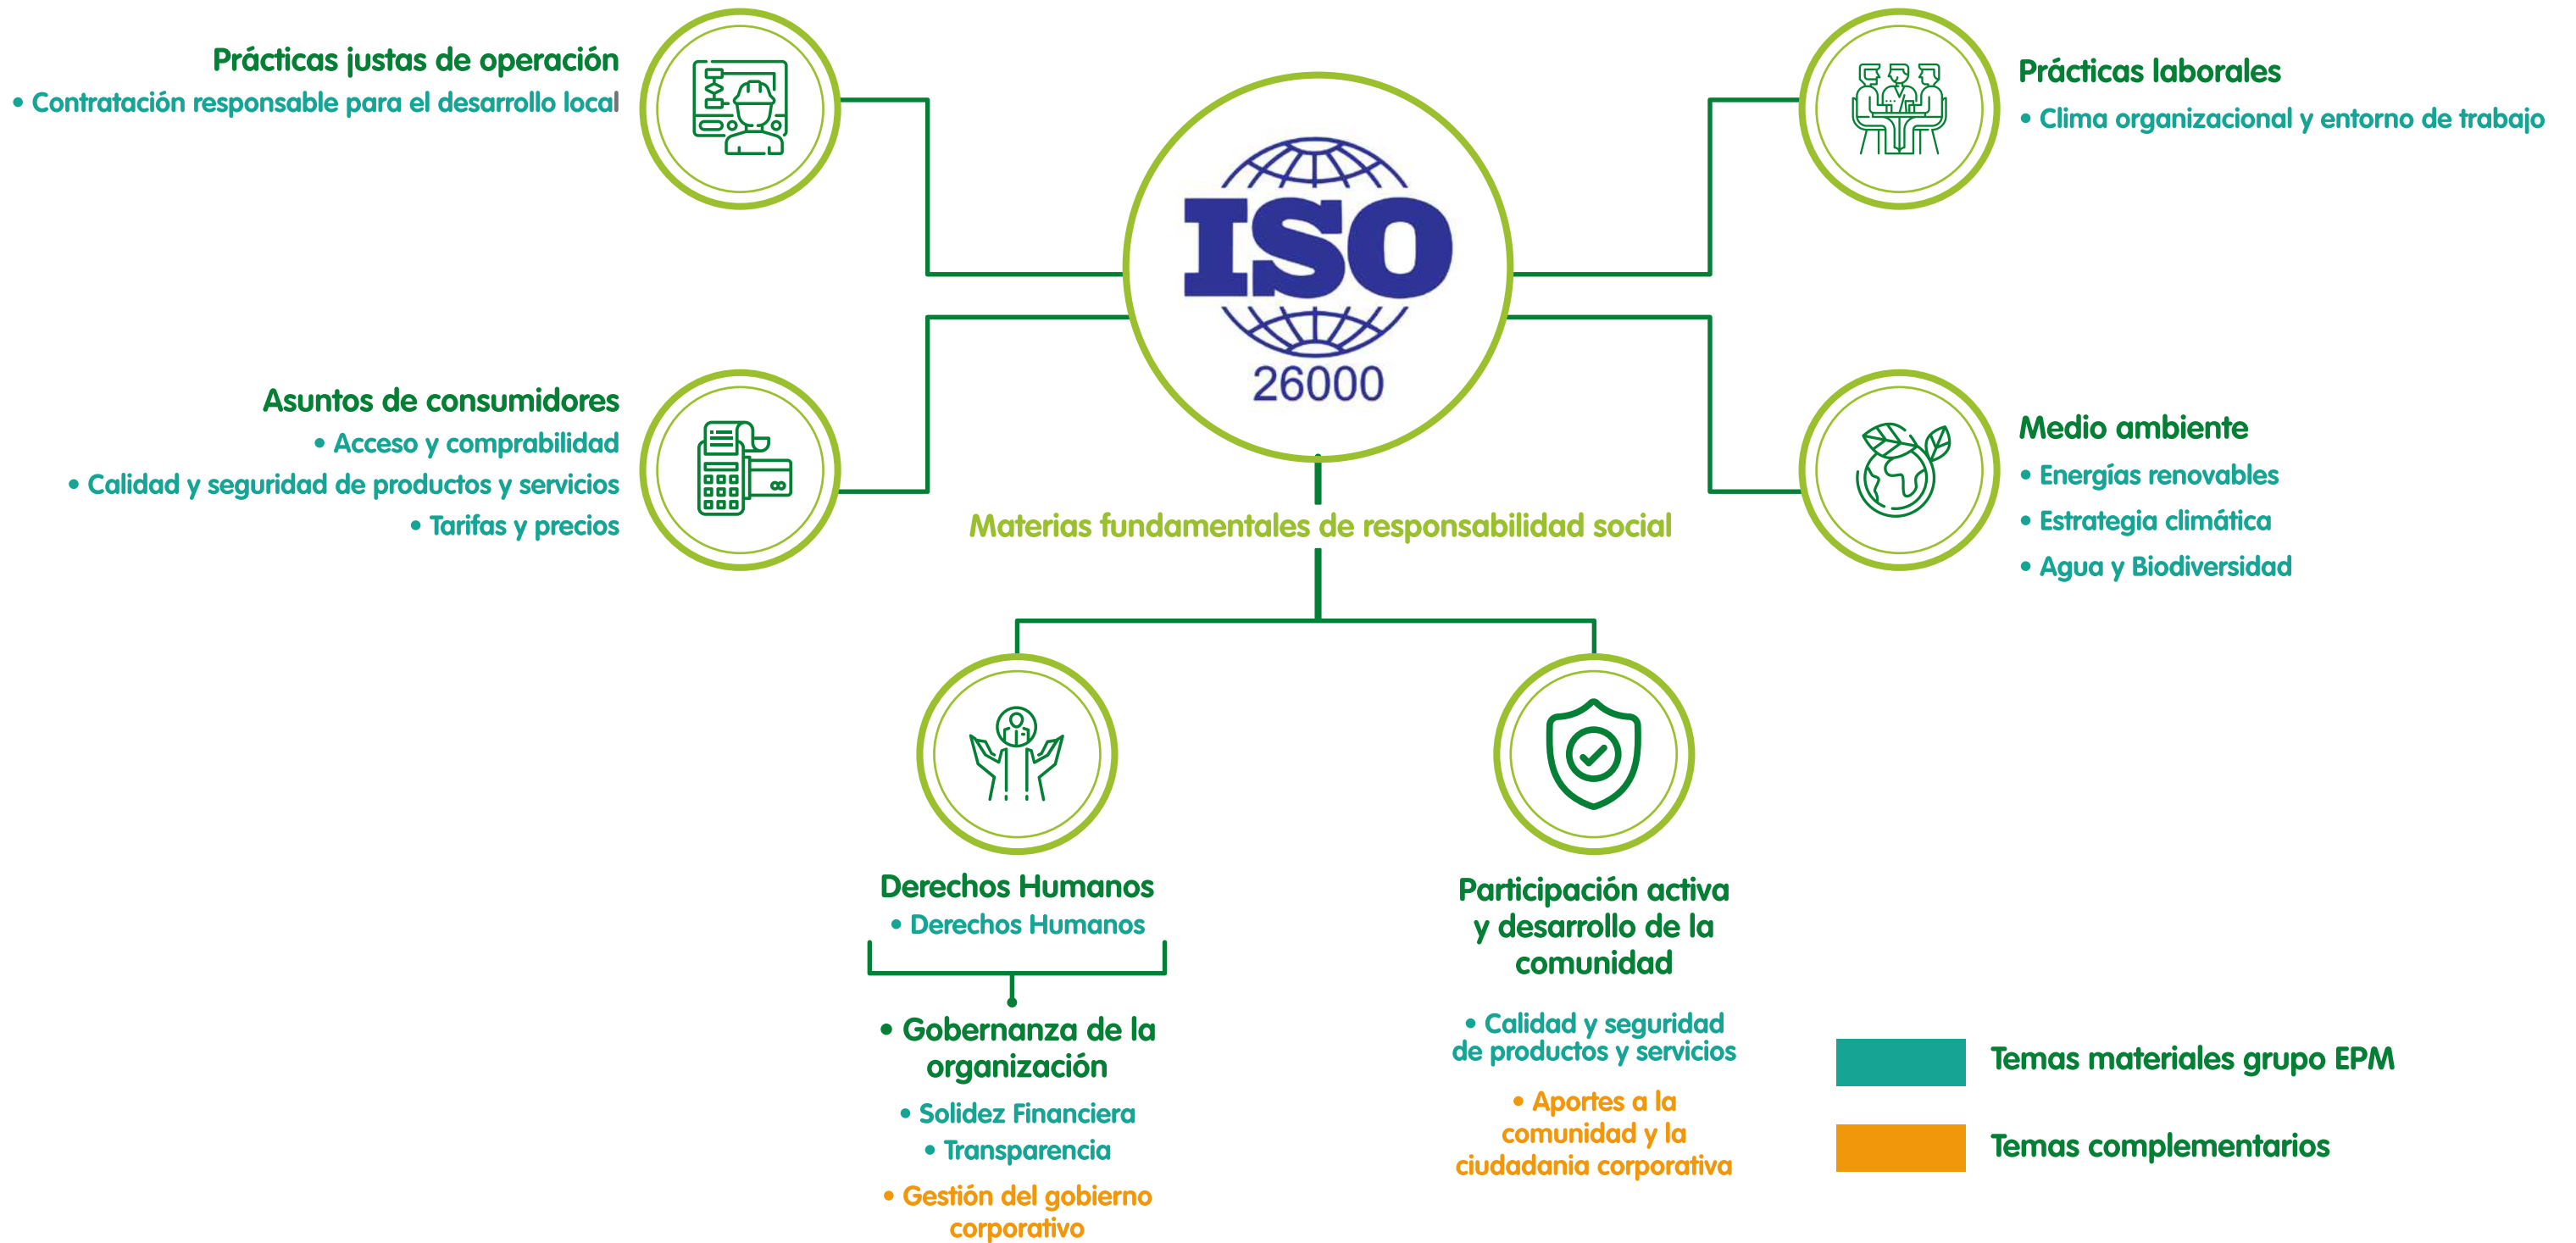 Prácticas justas de operación
• Contratación responsable para el desarrollo local
Asuntos de consumidores
• Acceso y comprabilidad
• Calidad y seguridad de productos y servicios
• Tarifas y precios
ISO
26000
Materias fundamentales de responsabilidad social
Prácticas laborales
• Clima organizacional y entorno de trabajo
Medio ambiente
• Energías renovables
• Estrategia climática
• Agua y Biodiversidad
Derechos Humanos
• Derechos Humanos
• Gobernanza de la
organización
• Solidez Financiera
• Transparencia
• Gestión del gobierno
corporativo
Participación activa
y desarrollo de la
comunidad
• Calidad y seguridad
de productos y servicios
• Aportes a la
comunidad y la
ciudadania corporativa
Temas materiales grupo EPM
Temas complementarios